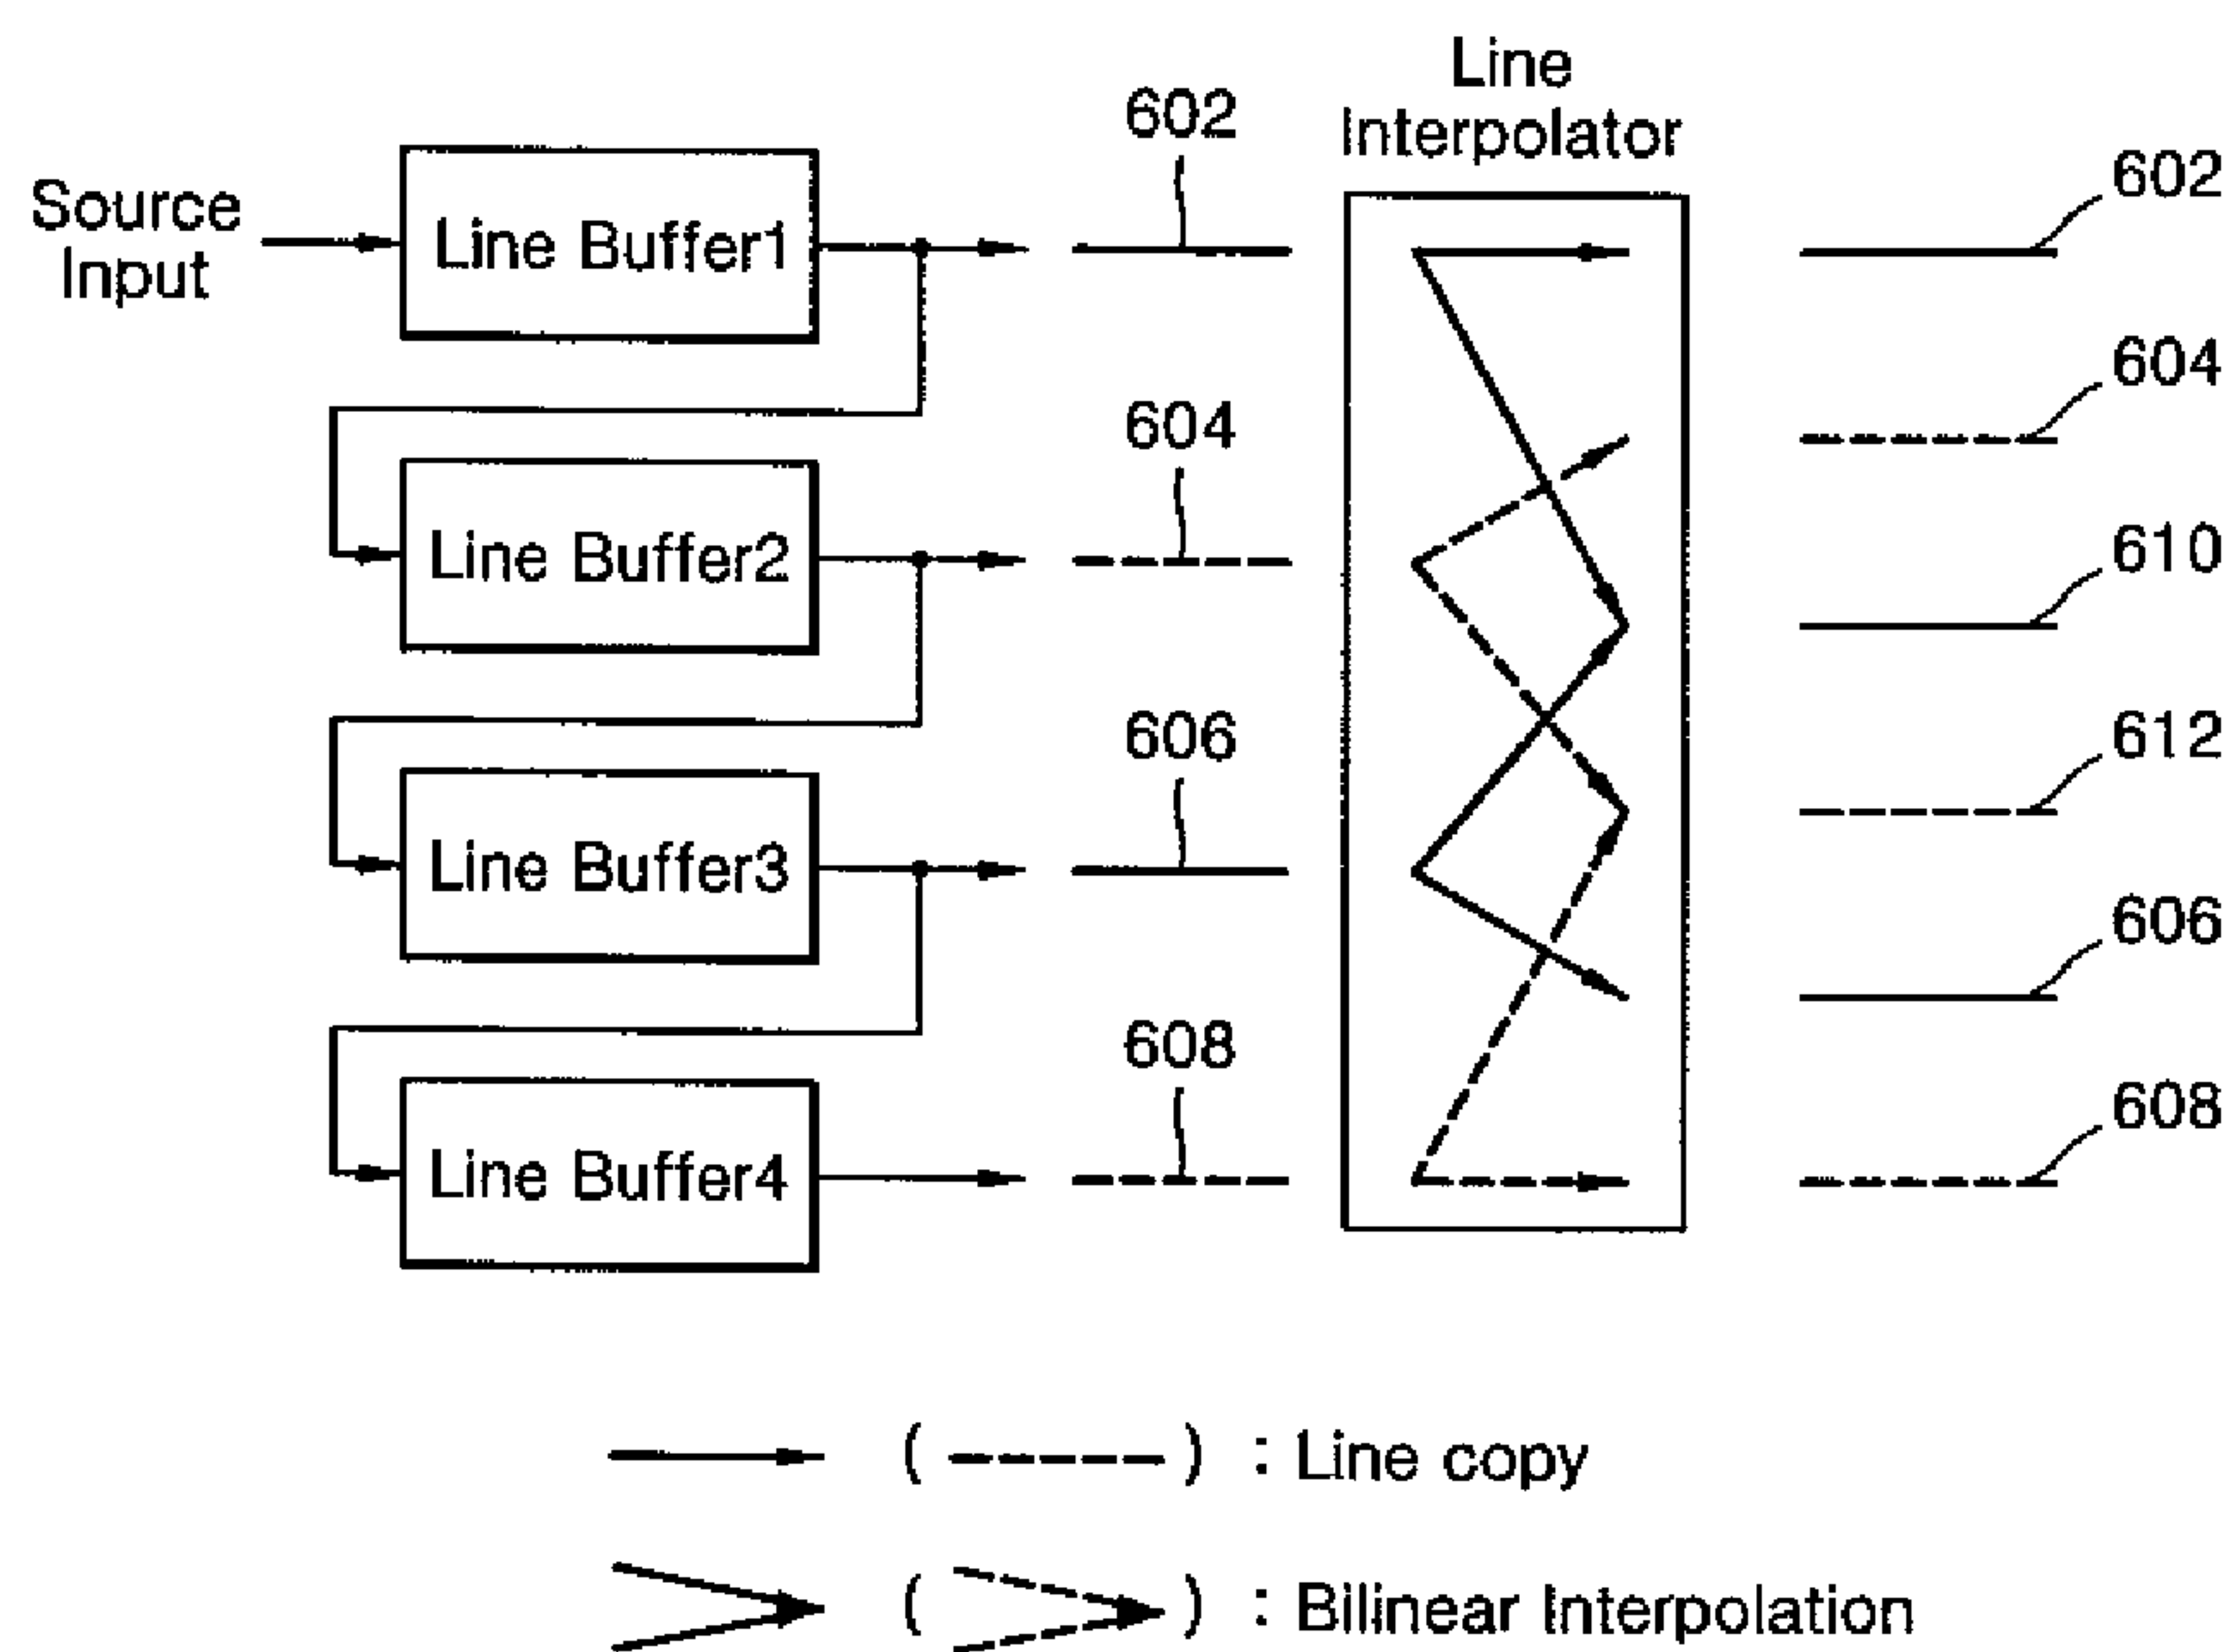 Line
Interpolator
Source
Input
Line Buffer1
602
602
604
Line Buffer2
604
610
Line Buffer3
606
612
606
Line Buffer4
608
608
( ) : Line copy
( ) : Bilinear Interpolation